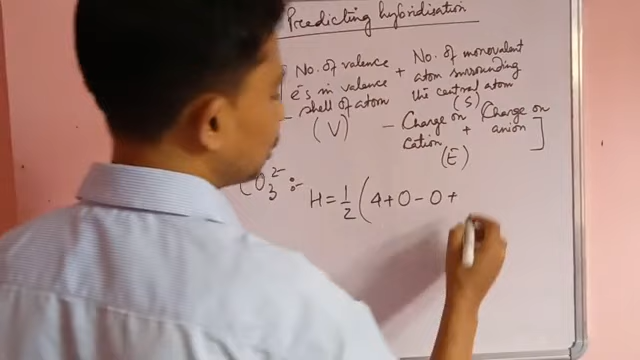 Predicting hybridisation
No. of valence + No. of monovalent
e̅s in valence atom surrounding
shell of atom the central atom
(V) (S)
– Charge on + Charge on
cation anion ]
(E)
CO₃²⁻ :- H = 1/2 ( 4 + 0 - 0 +